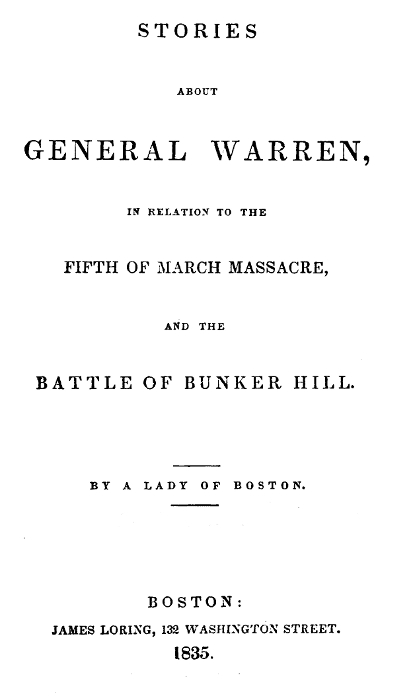 STORIES
ABOUT
GENERAL WARREN,
IN RELATION TO THE
FIFTH OF MARCH MASSACRE,
AND THE
BATTLE OF BUNKER HILL.
BY A LADY OF BOSTON.
BOSTON:
JAMES LORING, 132 WASHINGTON STREET.
1835.